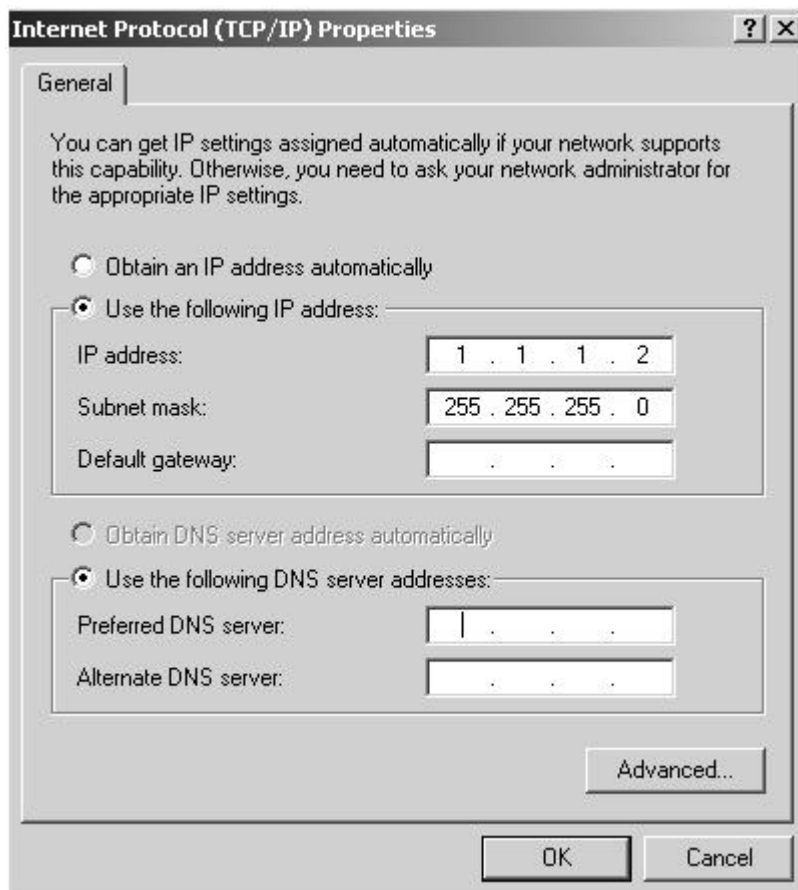 Internet Protocol (TCP/IP) Properties
General
You can get IP settings assigned automatically if your network supports
this capability. Otherwise, you need to ask your network administrator for
the appropriate IP settings.
Obtain an IP address automatically
Use the following IP address:
IP address: 1 . 1 . 1 . 2
Subnet mask: 255 . 255 . 255 . 0
Default gateway: . . .
Obtain DNS server address automatically
Use the following DNS server addresses:
Preferred DNS server: . . .
Alternate DNS server: . . .
Advanced...
OK Cancel